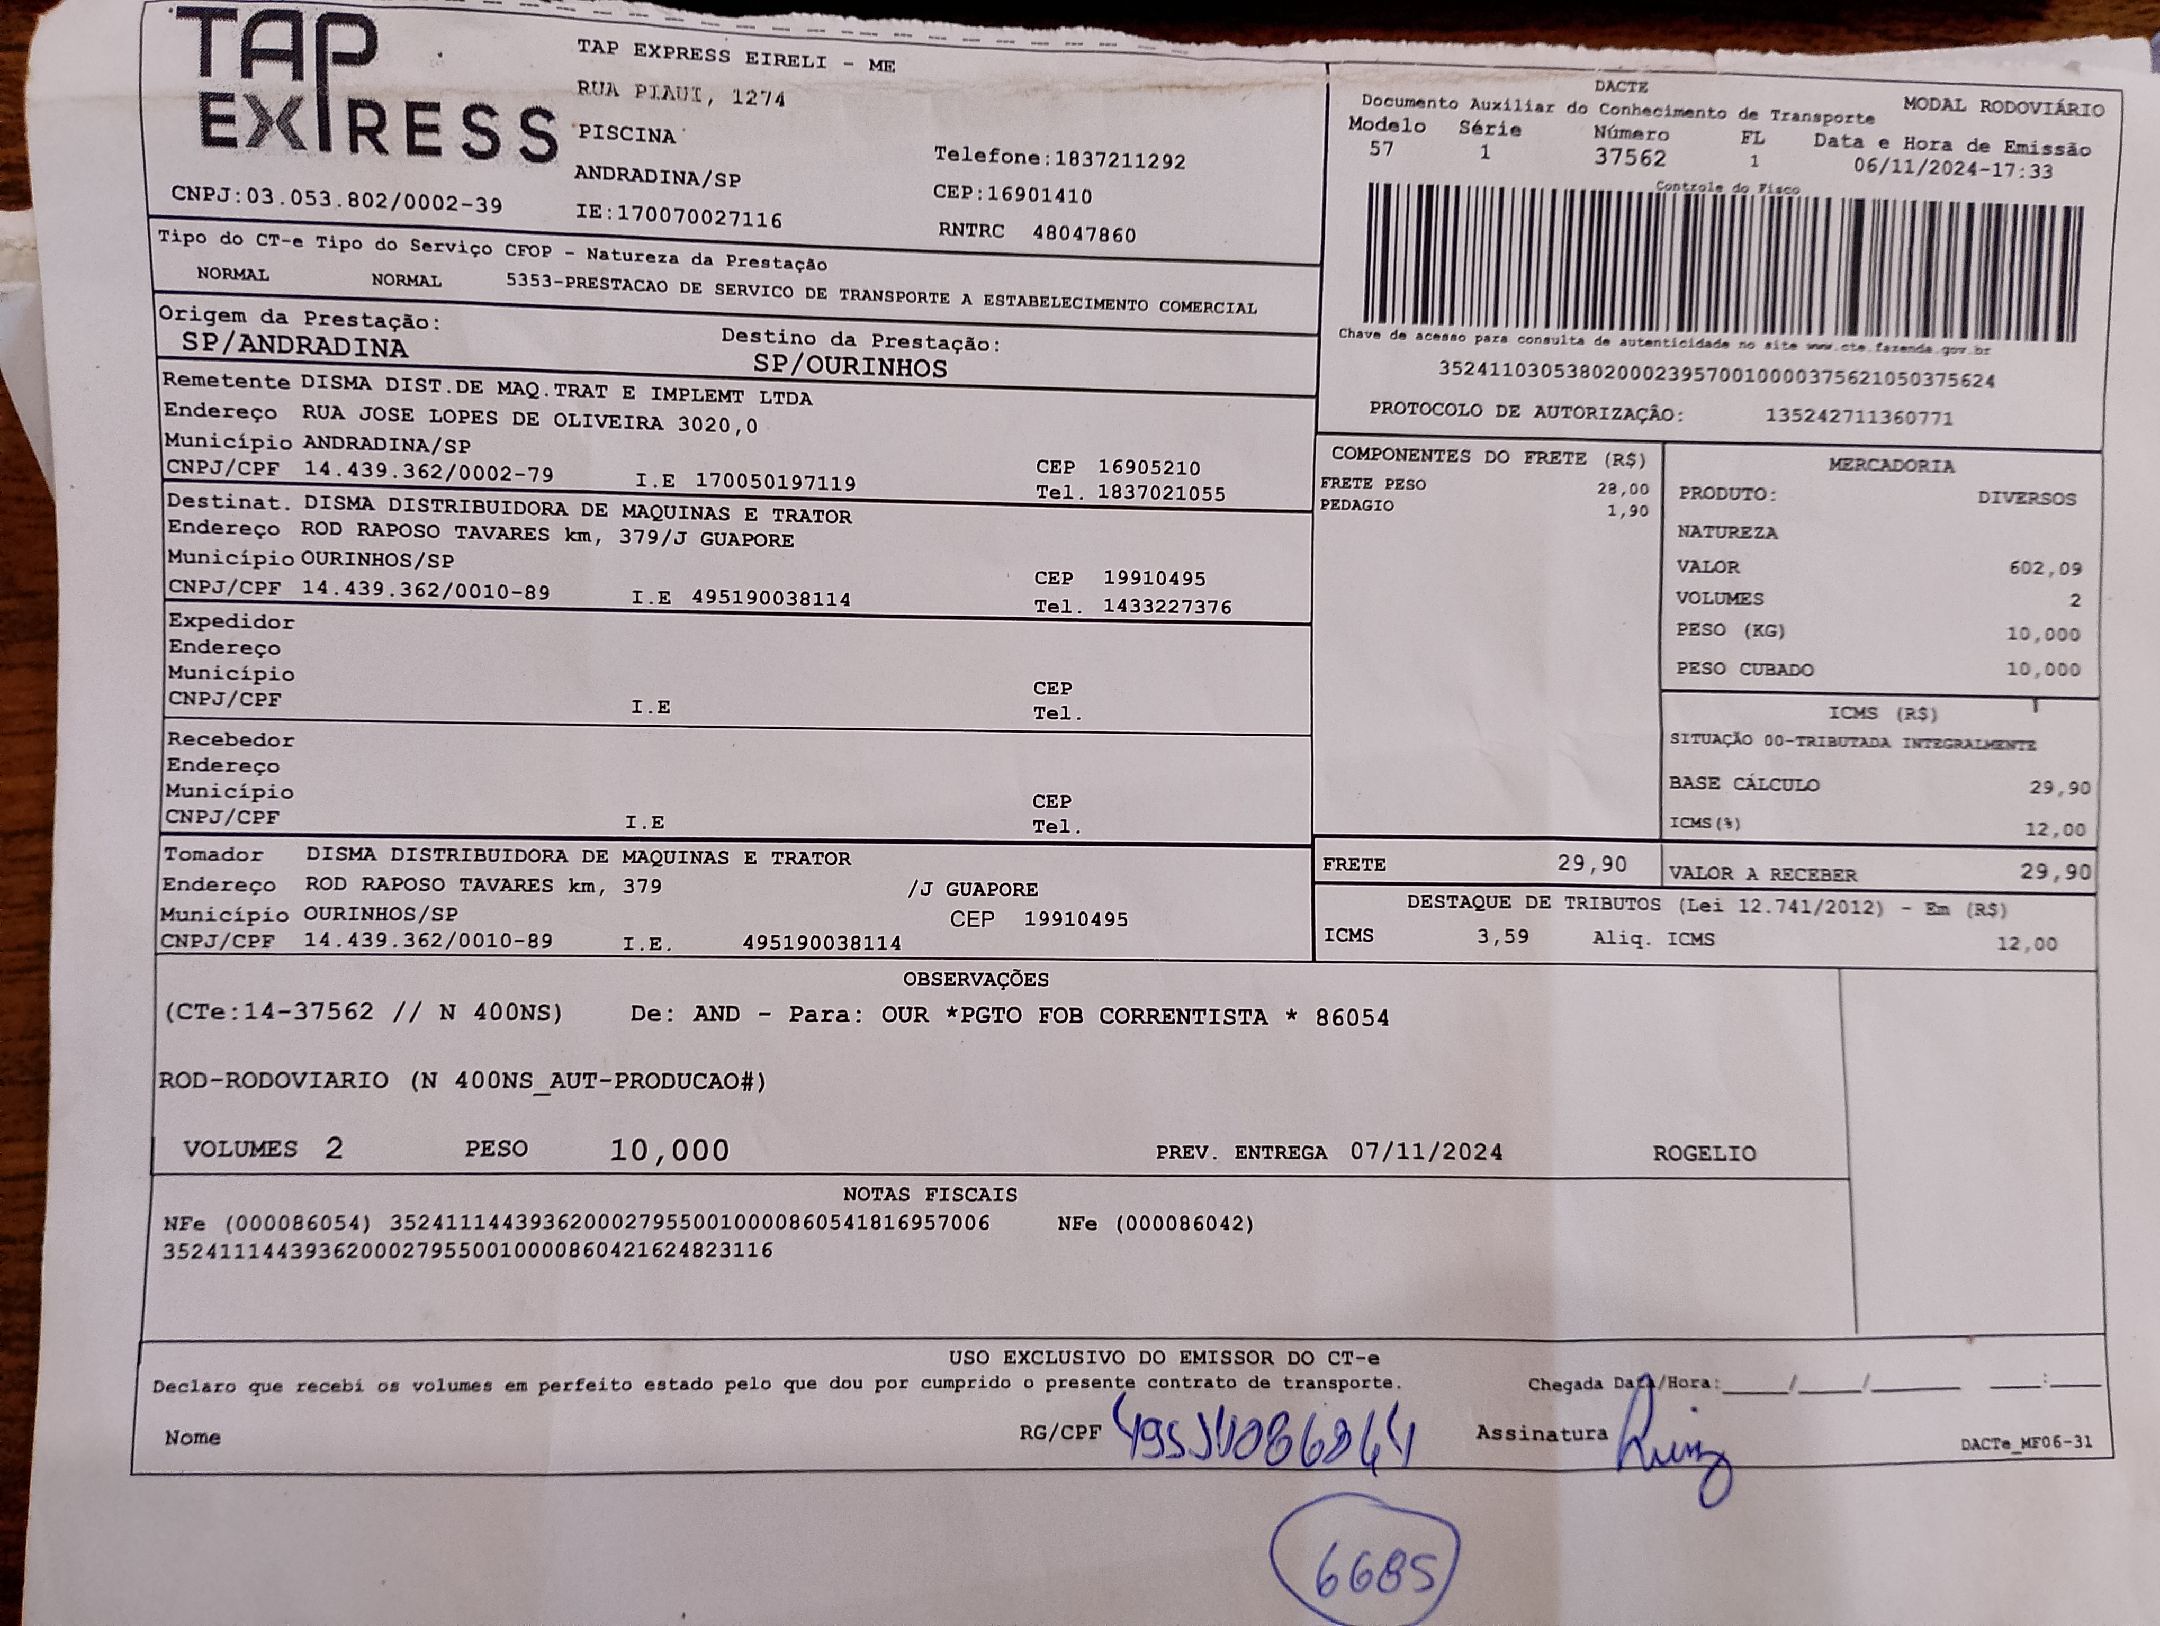 TAP EXPRESS
TAP EXPRESS EIRELI - ME
RUA PIAUI, 1274
PISCINA
ANDRADINA/SP
Telefone:1837211292
CEP:16901410
CNPJ:03.053.802/0002-39
IE:170070027116
RNTRC 48047860
DACTE
Documento Auxiliar do Conhecimento de Transporte
MODAL RODOVIÁRIO
Modelo Série Número FL Data e Hora de Emissão
57 1 37562 1 06/11/2024-17:33
Controle do Fisco
Chave de acesso para consulta de autenticidade no site www.cte.fazenda.gov.br
35241103053802000239570010000375621050375624
PROTOCOLO DE AUTORIZAÇÃO: 135242711360771
Tipo do CT-e Tipo do Serviço CFOP - Natureza da Prestação
NORMAL NORMAL 5353-PRESTACAO DE SERVICO DE TRANSPORTE A ESTABELECIMENTO COMERCIAL
Origem da Prestação: Destino da Prestação:
SP/ANDRADINA SP/OURINHOS
Remetente DISMA DIST.DE MAQ.TRAT E IMPLEMT LTDA
Endereço RUA JOSE LOPES DE OLIVEIRA 3020,0
Município ANDRADINA/SP CEP 16905210
CNPJ/CPF 14.439.362/0002-79 I.E 170050197119 Tel. 1837021055
Destinat. DISMA DISTRIBUIDORA DE MAQUINAS E TRATOR
Endereço ROD RAPOSO TAVARES km, 379/J GUAPORE
Município OURINHOS/SP CEP 19910495
CNPJ/CPF 14.439.362/0010-89 I.E 495190038114 Tel. 1433227376
Expedidor
Endereço
Município CEP
CNPJ/CPF I.E Tel.
Recebedor
Endereço
Município CEP
CNPJ/CPF I.E Tel.
Tomador DISMA DISTRIBUIDORA DE MAQUINAS E TRATOR
Endereço ROD RAPOSO TAVARES km, 379 /J GUAPORE
Município OURINHOS/SP CEP 19910495
CNPJ/CPF 14.439.362/0010-89 I.E. 495190038114
COMPONENTES DO FRETE (R$)
FRETE PESO 28,00
PEDAGIO 1,90
MERCADORIA
PRODUTO: DIVERSOS
NATUREZA
VALOR 602,09
VOLUMES 2
PESO (KG) 10,000
PESO CUBADO 10,000
ICMS (R$)
SITUAÇÃO 00-TRIBUTADA INTEGRALMENTE
BASE CÁLCULO 29,90
ICMS(%) 12,00
FRETE 29,90 VALOR A RECEBER 29,90
DESTAQUE DE TRIBUTOS (Lei 12.741/2012) - Em (R$)
ICMS 3,59 Aliq. ICMS 12,00
OBSERVAÇÕES
(CTe:14-37562 // N 400NS) De: AND - Para: OUR *PGTO FOB CORRENTISTA * 86054
ROD-RODOVIARIO (N 400NS_AUT-PRODUCAO#)
VOLUMES 2 PESO 10,000 PREV. ENTREGA 07/11/2024 ROGELIO
NOTAS FISCAIS
NFe (000086054) 35241114439362000279550010000860541816957006 NFe (000086042)
35241114439362000279550010000860421624823116
USO EXCLUSIVO DO EMISSOR DO CT-e
Declaro que recebi os volumes em perfeito estado pelo que dou por cumprido o presente contrato de transporte. Chegada Data/Hora:____/____/______ ___:___
Nome RG/CPF Assinatura
DACTe_MF06-31
6685